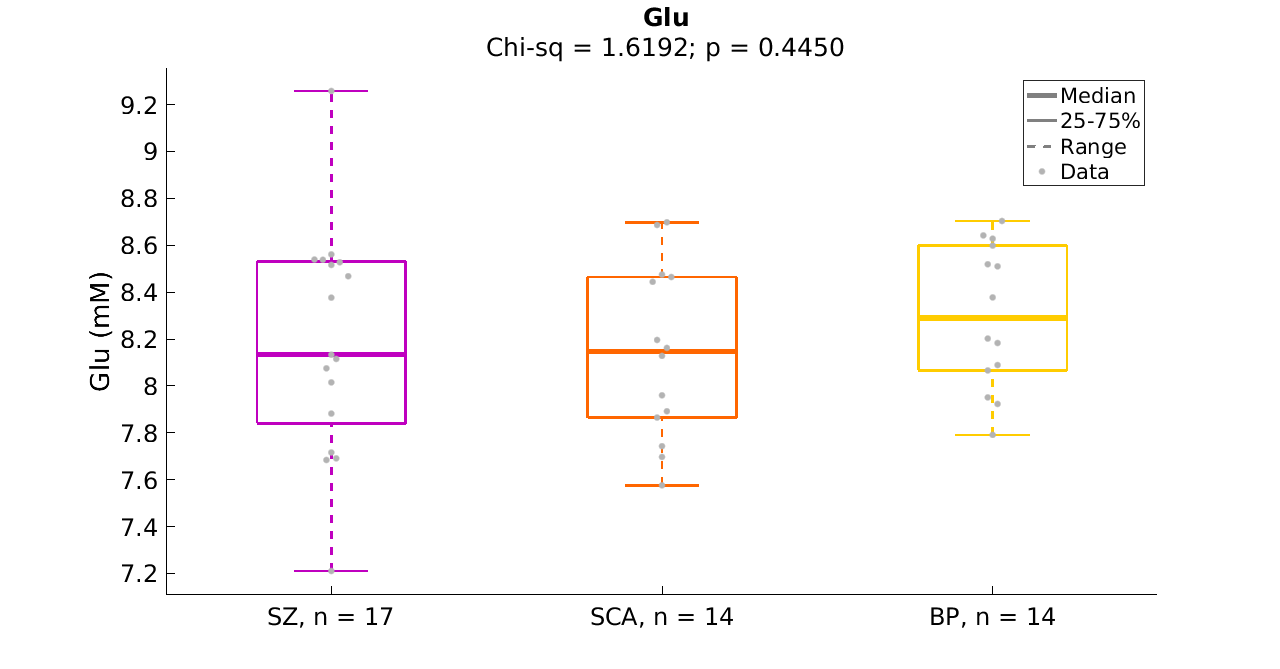 Glu
Chi-sq = 1.6192; p = 0.4450
Median
25-75%
Range
Data
Glu (mM)
9.2
9
8.8
8.6
8.4
8.2
8
7.8
7.6
7.4
7.2
SZ, n = 17
SCA, n = 14
BP, n = 14